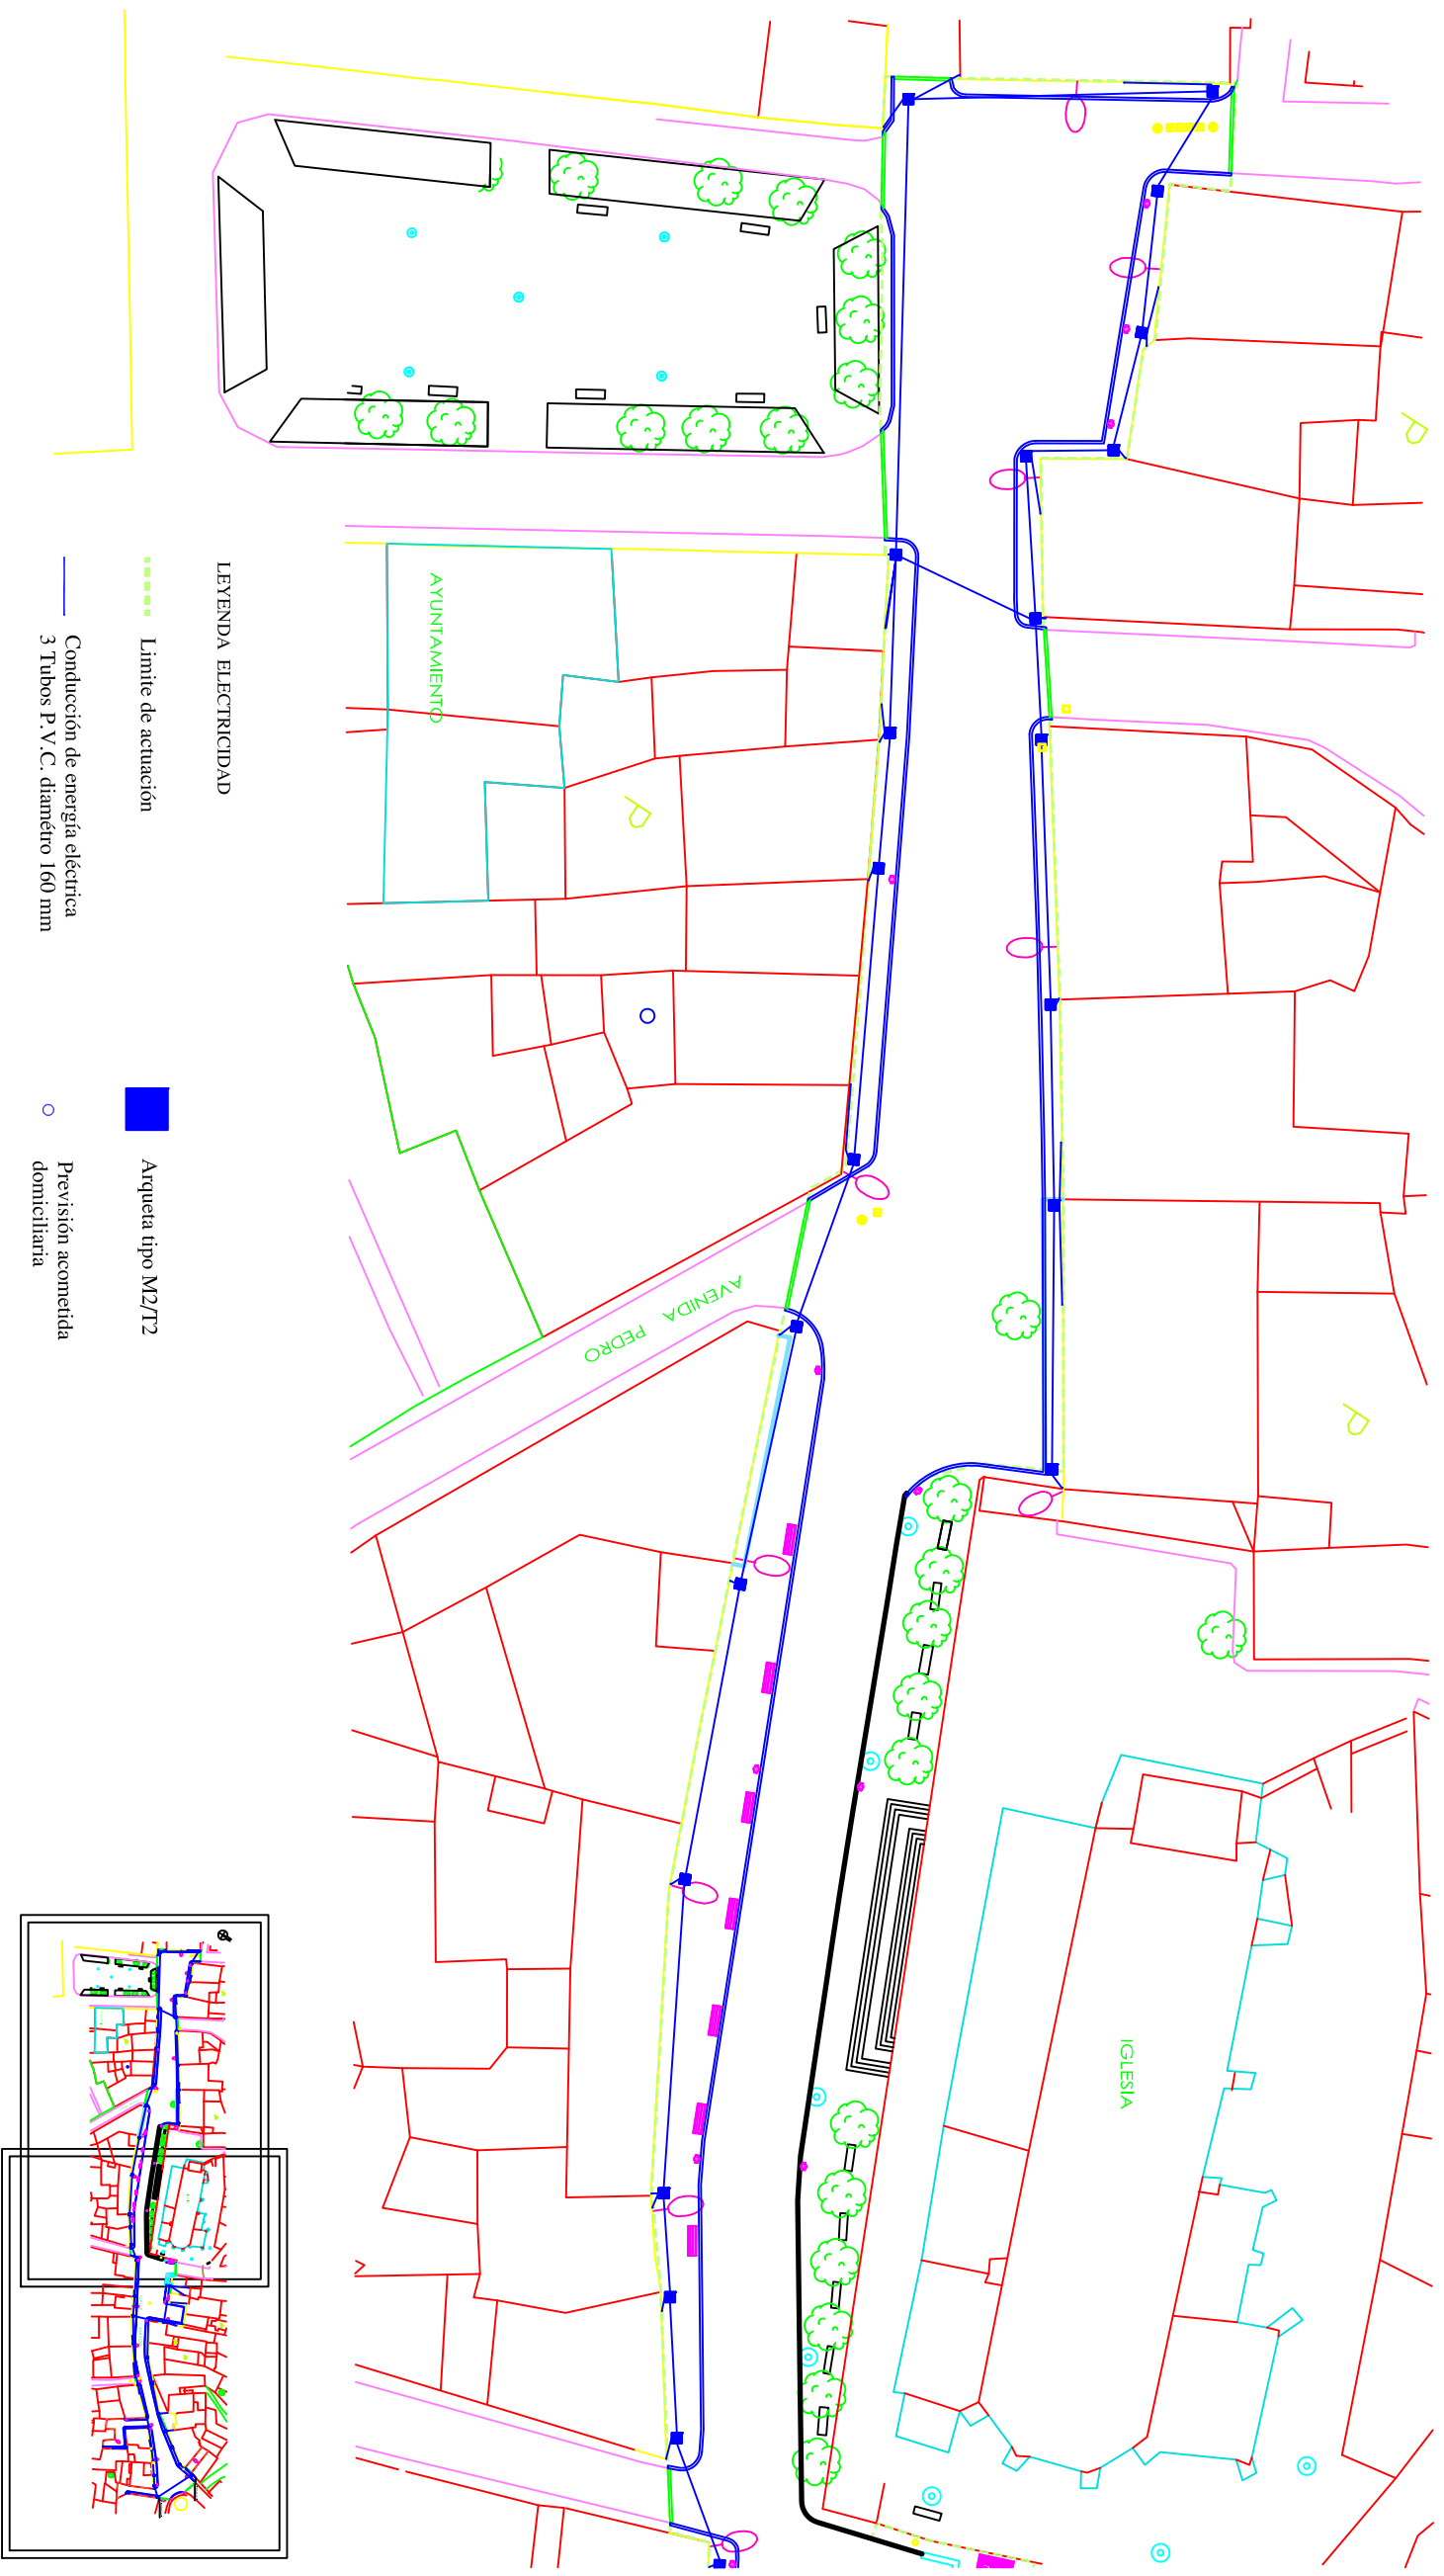 LEYENDA ELECTRICIDAD
Limite de actuación
Conducción de energía eléctrica
3 Tubos P.V.C. diamétro 160 mm
Arqueta tipo M2/T2
Previsión acometida
domiciliaria
AYUNTAMIENTO
AVENIDA PEDRO
IGLESIA
P
P
P